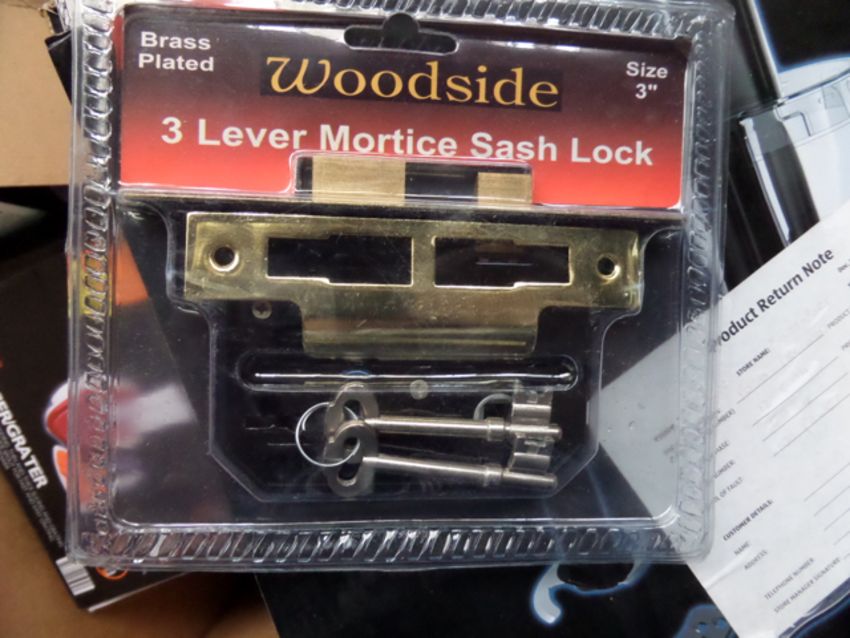 Brass
Plated
Woodside
Size
3"
3 Lever Mortice Sash Lock
Product Return Note
STORE NAME:
CUSTOMER DETAILS:
NAME:
ADDRESS:
TELEPHONE NUMBER:
STORE MANAGER SIGNATURE:
GRATER